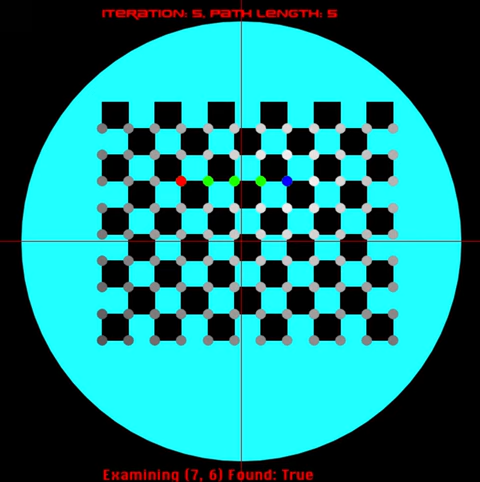 ITERATION: 5, PATH LENGTH: 5
Examining (7, 6) Found: True